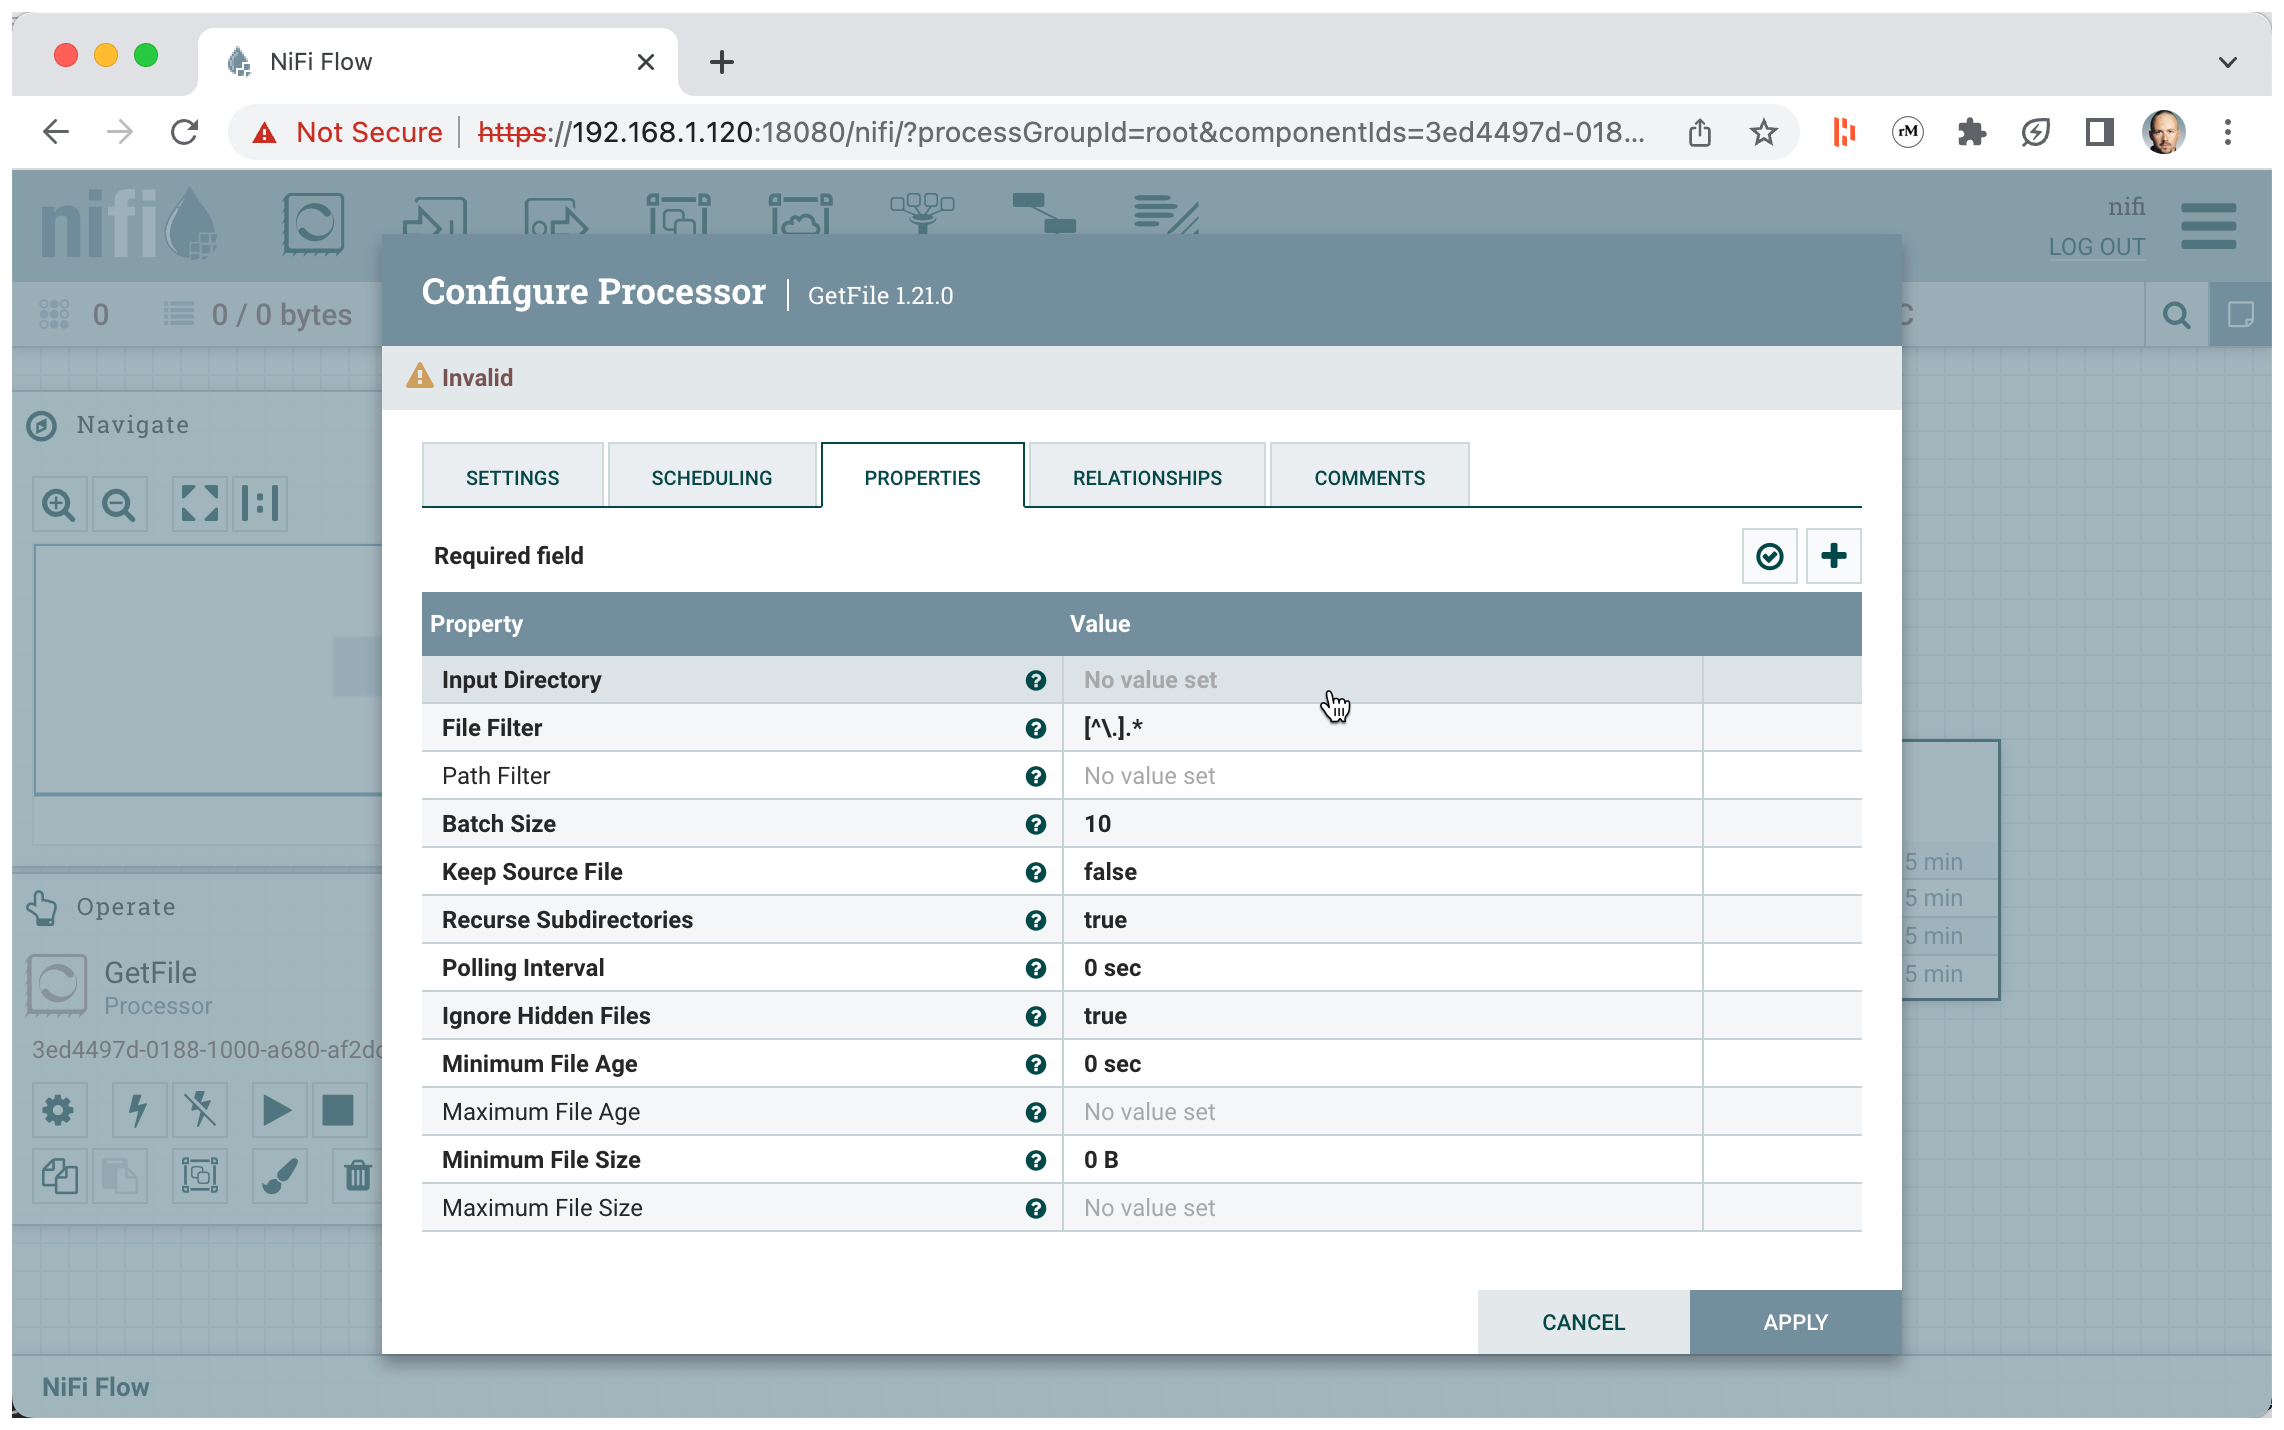 NiFi Flow
Not Secure https://192.168.1.120:18080/nifi/?processGroupId=root&componentIds=3ed4497d-018...
rM
nifi
nifi
LOG OUT
0
0 / 0 bytes
C
Configure Processor
GetFile 1.21.0
Invalid
Navigate
SETTINGS
SCHEDULING
PROPERTIES
RELATIONSHIPS
COMMENTS
Required field
Property Value
Input Directory No value set
File Filter [^\.].*
Path Filter No value set
Batch Size 10
Keep Source File false
Recurse Subdirectories true
Polling Interval 0 sec
Ignore Hidden Files true
Minimum File Age 0 sec
Maximum File Age No value set
Minimum File Size 0 B
Maximum File Size No value set
CANCEL
APPLY
Operate
GetFile
Processor
3ed4497d-0188-1000-a680-af2dc
5 min
5 min
5 min
5 min
NiFi Flow